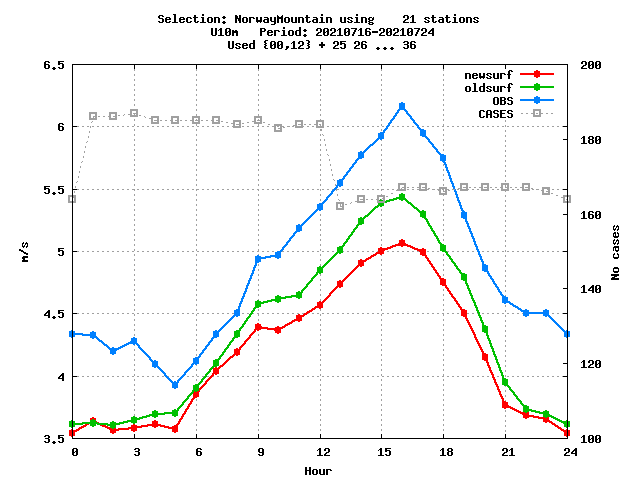 Selection: NorwayMountain using    21 stations
U10m   Period: 20210716-20210724
Used {00,12} + 25 26 ... 36
6.5
6
5.5
5
4.5
4
3.5
m/s
200
180
160
140
120
100
No cases
newsurf
oldsurf
OBS
CASES
0 3 6 9 12 15 18 21 24
Hour